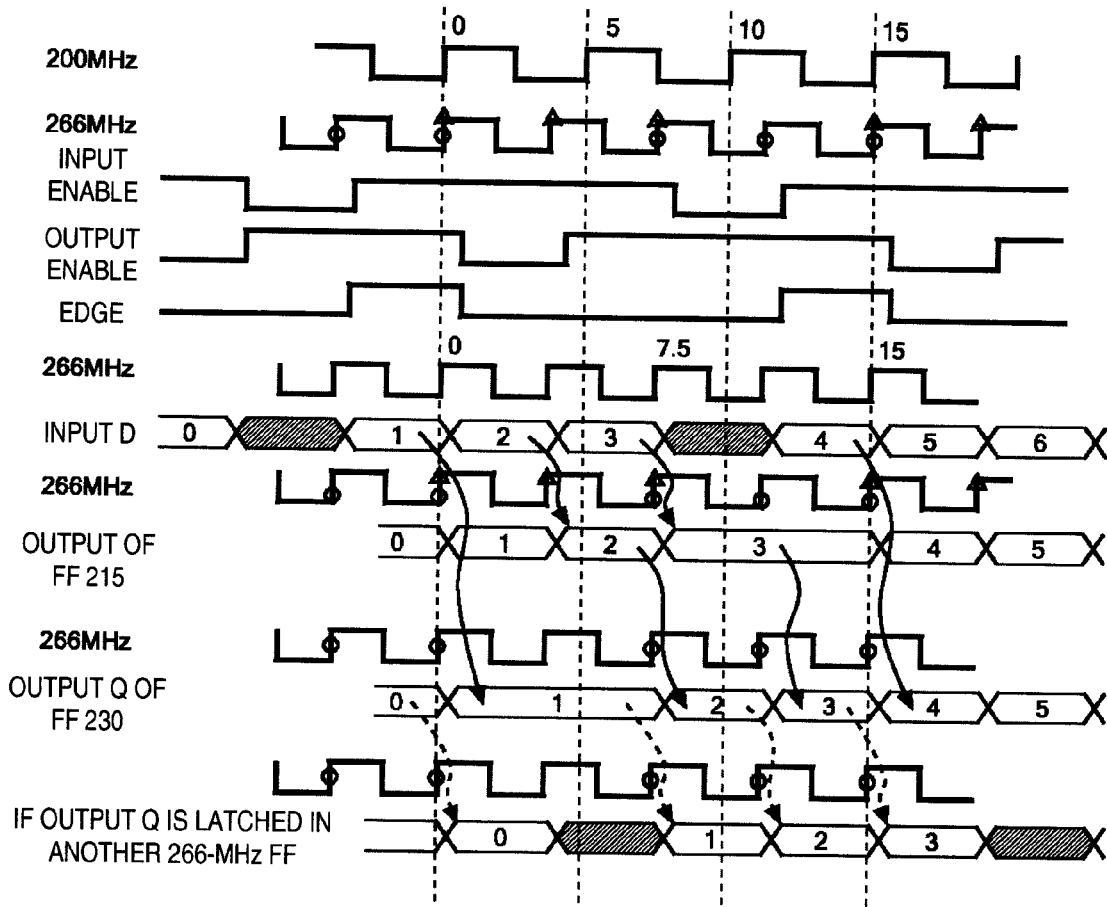 0 5 10 15
200MHz
266MHz
INPUT
ENABLE
OUTPUT
ENABLE
EDGE
0 7.5 15
266MHz
INPUT D 0 1 2 3 4 5 6
266MHz
OUTPUT OF
FF 215
0 1 2 3 4 5
266MHz
OUTPUT Q OF
FF 230
0 1 2 3 4 5
IF OUTPUT Q IS LATCHED IN
ANOTHER 266-MHz FF
0 1 2 3